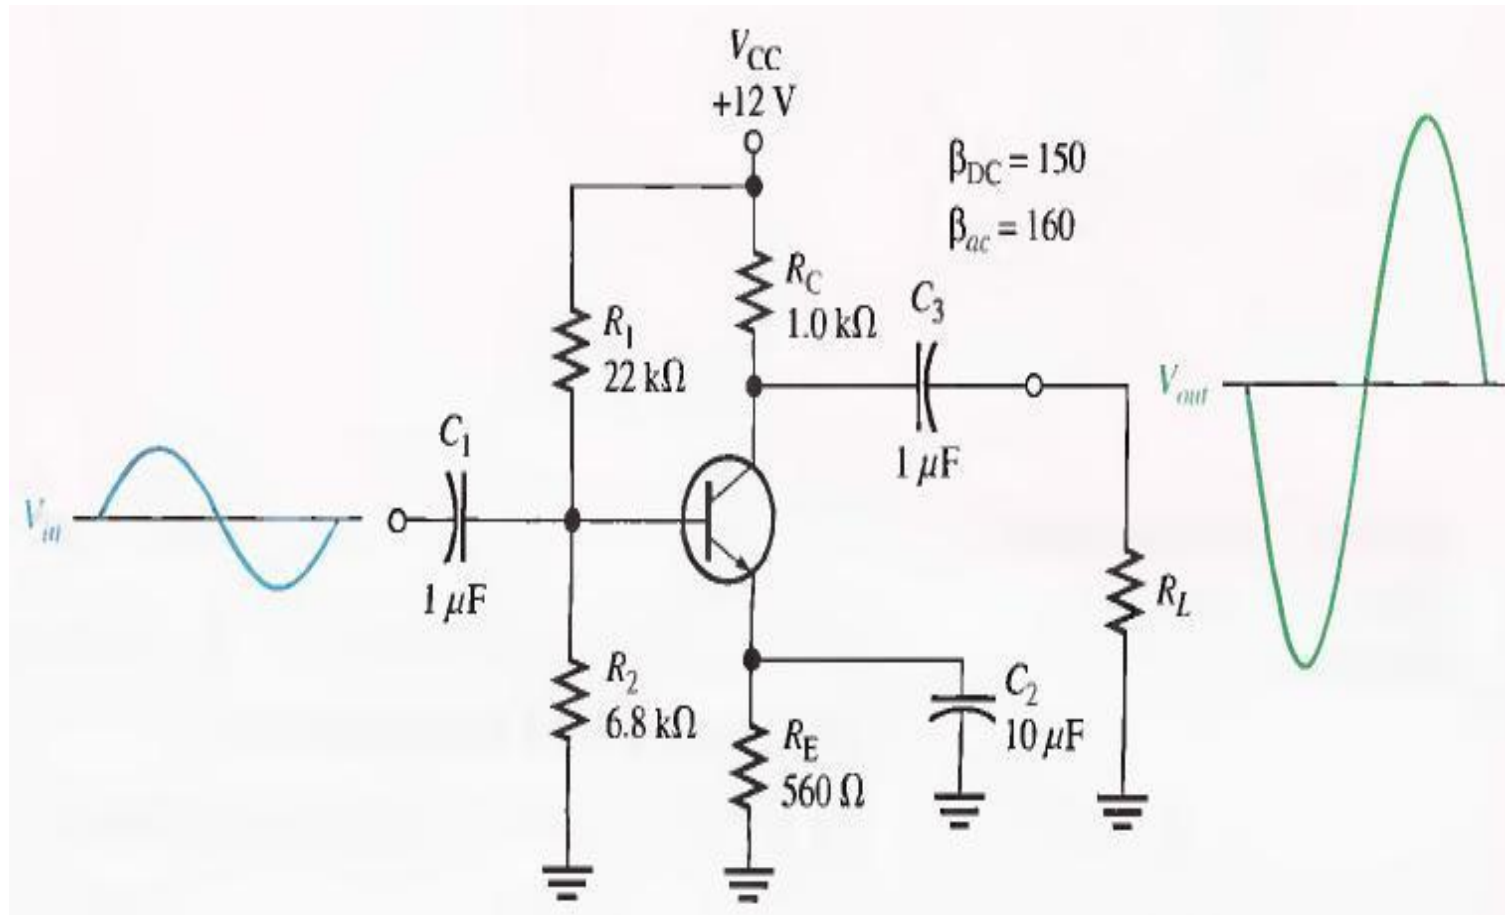 V_CC
+12 V
β_DC = 150
β_ac = 160
R_C
1.0 kΩ
C_3
1 μF
R_1
22 kΩ
C_1
1 μF
V_in
V_out
R_L
R_2
6.8 kΩ
R_E
560 Ω
C_2
10 μF